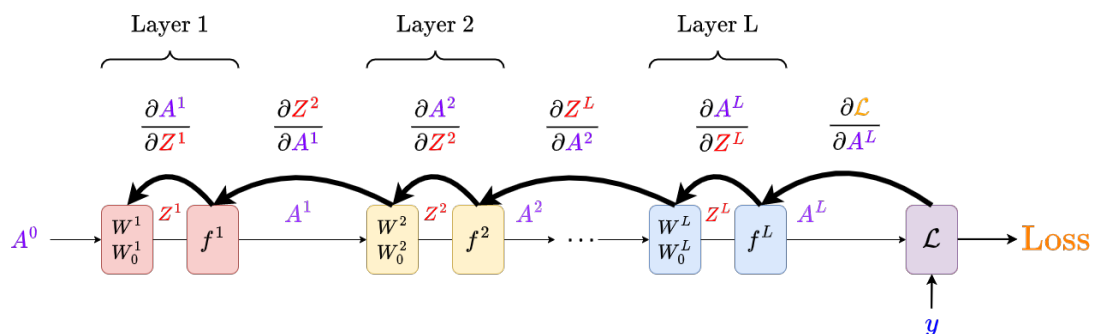 Layer 1 Layer 2 Layer L
∂A¹/∂Z¹ ∂Z²/∂A¹ ∂A²/∂Z² ∂Z^L/∂A² ∂A^L/∂Z^L ∂ℒ/∂A^L
Z¹ A¹ Z² A² Z^L A^L
A⁰ W¹ f¹ W² f² ⋯ W^L f^L ℒ Loss
W₀¹ W₀² W₀^L
y